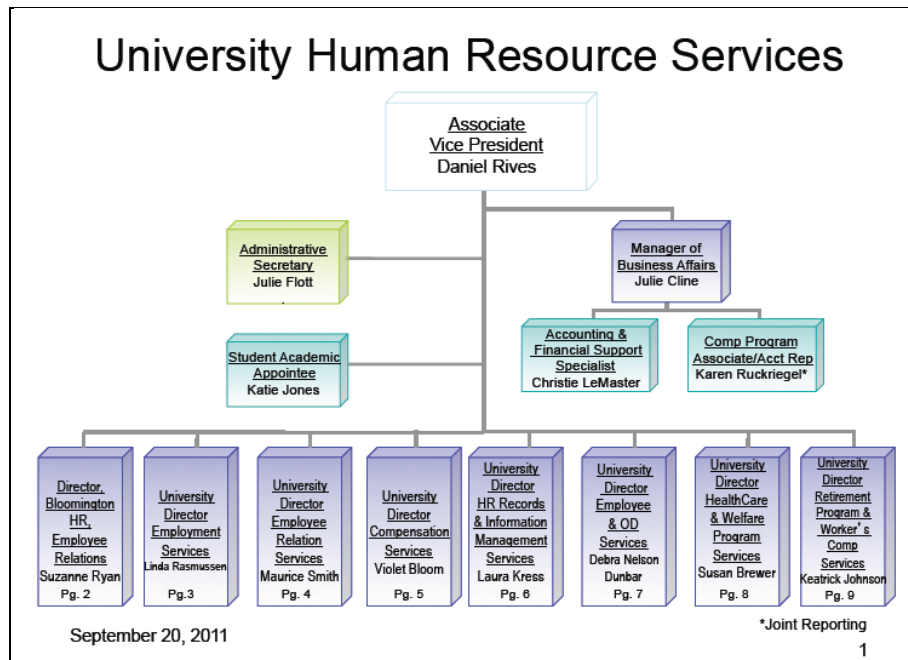 University Human Resource Services
Associate
Vice President
Daniel Rives
Administrative
Secretary
Julie Flott
.
Manager of
Business Affairs
Julie Cline
Student Academic
Appointee
Katie Jones
Accounting &
Financial Support
Specialist
Christie LeMaster
Comp Program
Associate/Acct Rep
Karen Ruckriegel*
Director,
Bloomington
HR,
Employee
Relations
Suzanne Ryan
Pg. 2
University
Director
Employment
Services
Linda Rasmussen
Pg.3
University
Director
Employee
Relation
Services
Maurice Smith
Pg. 4
University
Director
Compensation
Services
Violet Bloom
Pg. 5
University
Director
HR Records
& Information
Management
Services
Laura Kress
Pg. 6
University
Director
Employee
& OD
Services
Debra Nelson
Dunbar
Pg. 7
University
Director
HealthCare
& Welfare
Program
Services
Susan Brewer
Pg. 8
University
Director
Retirement
Program &
Worker's
Comp
Services
Keatrick Johnson
Pg. 9
September 20, 2011
*Joint Reporting
1